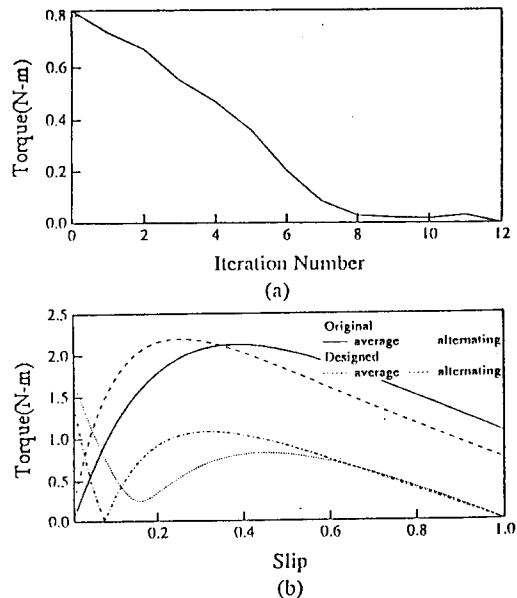 0.8
0.6
0.4
0.2
0.0
Torque(N-m)
0 2 4 6 8 10 12
Iteration Number
(a)
2.5
2.0
1.5
1.0
0.5
0.0
Torque(N-m)
Original
average alternating
Designed
average alternating
0.2 0.4 0.6 0.8 1.0
Slip
(b)